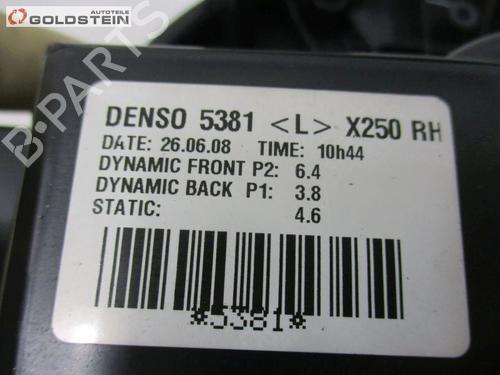 AUTOTEILE
GOLDSTEIN
DENSO 5381 <L> X250 RH
DATE: 26.06.08 TIME: 10h44
DYNAMIC FRONT P2: 6.4
DYNAMIC BACK P1: 3.8
STATIC: 4.6
*5381*